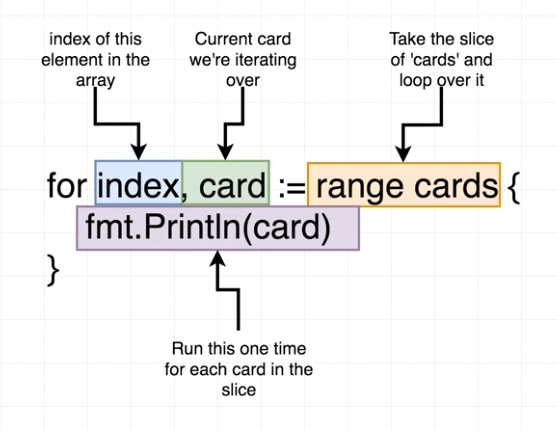 index of this
element in the
array
Current card
we're iterating
over
Take the slice
of 'cards' and
loop over it
for index, card := range cards {
fmt.Println(card)
}
Run this one time
for each card in the
slice